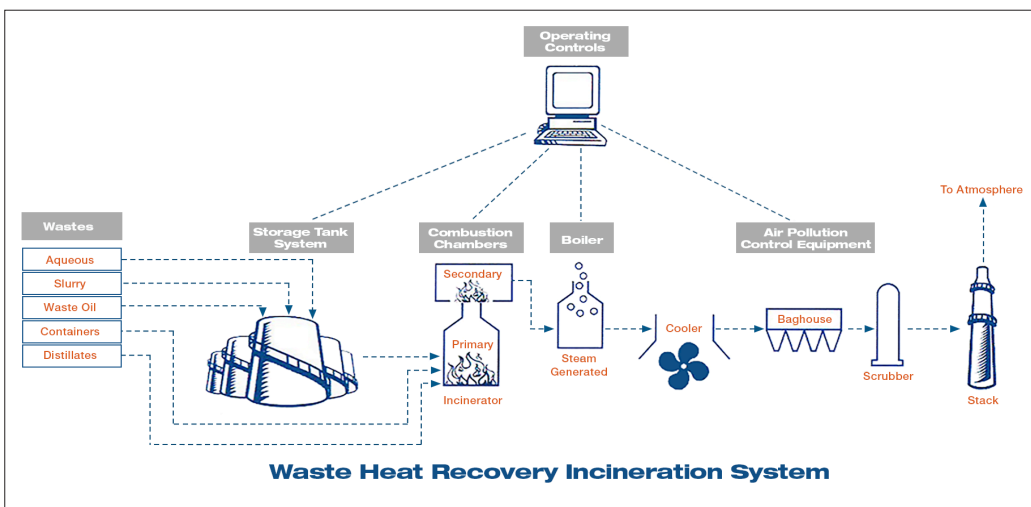 Operating
Controls
To Atmosphere
Wastes
Storage Tank
System
Combustion
Chambers
Boiler
Air Pollution
Control Equipment
Aqueous
Slurry
Waste Oil
Containers
Distillates
Secondary
Primary
Incinerator
Steam
Generated
Cooler
Baghouse
Scrubber
Stack
Waste Heat Recovery Incineration System